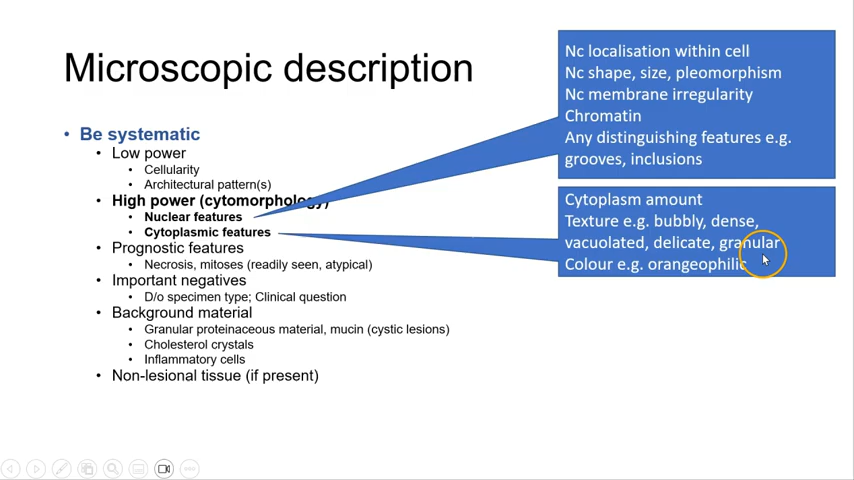 Microscopic description
Be systematic
Low power
Cellularity
Architectural pattern(s)
High power (cytomorphology)
Nuclear features
Cytoplasmic features
Prognostic features
Necrosis, mitoses (readily seen, atypical)
Important negatives
D/o specimen type; Clinical question
Background material
Granular proteinaceous material, mucin (cystic lesions)
Cholesterol crystals
Inflammatory cells
Non-lesional tissue (if present)
Nc localisation within cell
Nc shape, size, pleomorphism
Nc membrane irregularity
Chromatin
Any distinguishing features e.g.
grooves, inclusions
Cytoplasm amount
Texture e.g. bubbly, dense,
vacuolated, delicate, granular
Colour e.g. orangeophilic